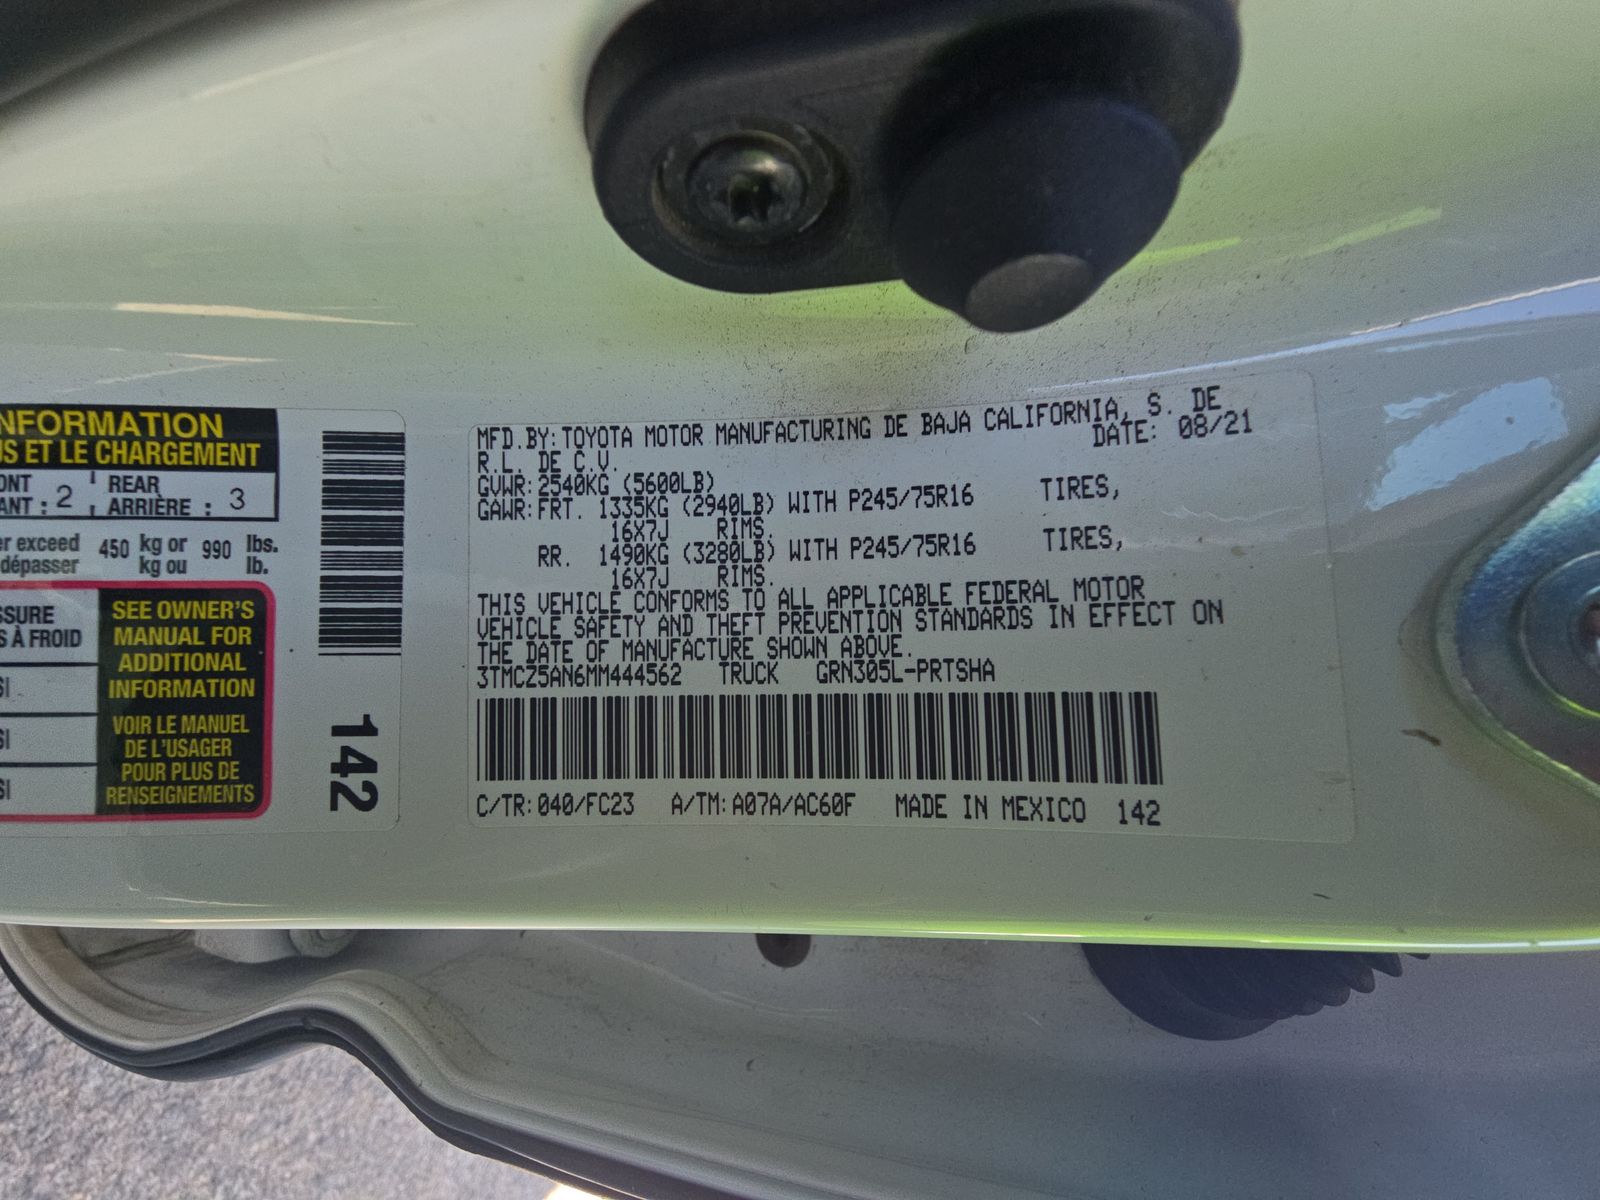 NFORMATION
US ET LE CHARGEMENT
ONT
ANT : 2
REAR
ARRIÈRE : 3
er exceed
dépasser
450 kg or 990 lbs.
kg ou lb.
SSURE
S À FROID
SI
SI
SI
SEE OWNER'S
MANUAL FOR
ADDITIONAL
INFORMATION
VOIR LE MANUEL
DE L'USAGER
POUR PLUS DE
RENSEIGNEMENTS
142
MFD.BY:TOYOTA MOTOR MANUFACTURING DE BAJA CALIFORNIA, S. DE
R.L. DE C.V. DATE: 08/21
GVWR:2540KG (5600LB)
GAWR:FRT. 1335KG (2940LB) WITH P245/75R16 TIRES,
16X7J RIMS.
RR. 1490KG (3280LB) WITH P245/75R16 TIRES,
16X7J RIMS.
THIS VEHICLE CONFORMS TO ALL APPLICABLE FEDERAL MOTOR
VEHICLE SAFETY AND THEFT PREVENTION STANDARDS IN EFFECT ON
THE DATE OF MANUFACTURE SHOWN ABOVE.
3TMCZ5AN6MM444562 TRUCK GRN305L-PRTSHA
C/TR:040/FC23 A/TM:A07A/AC60F MADE IN MEXICO 142